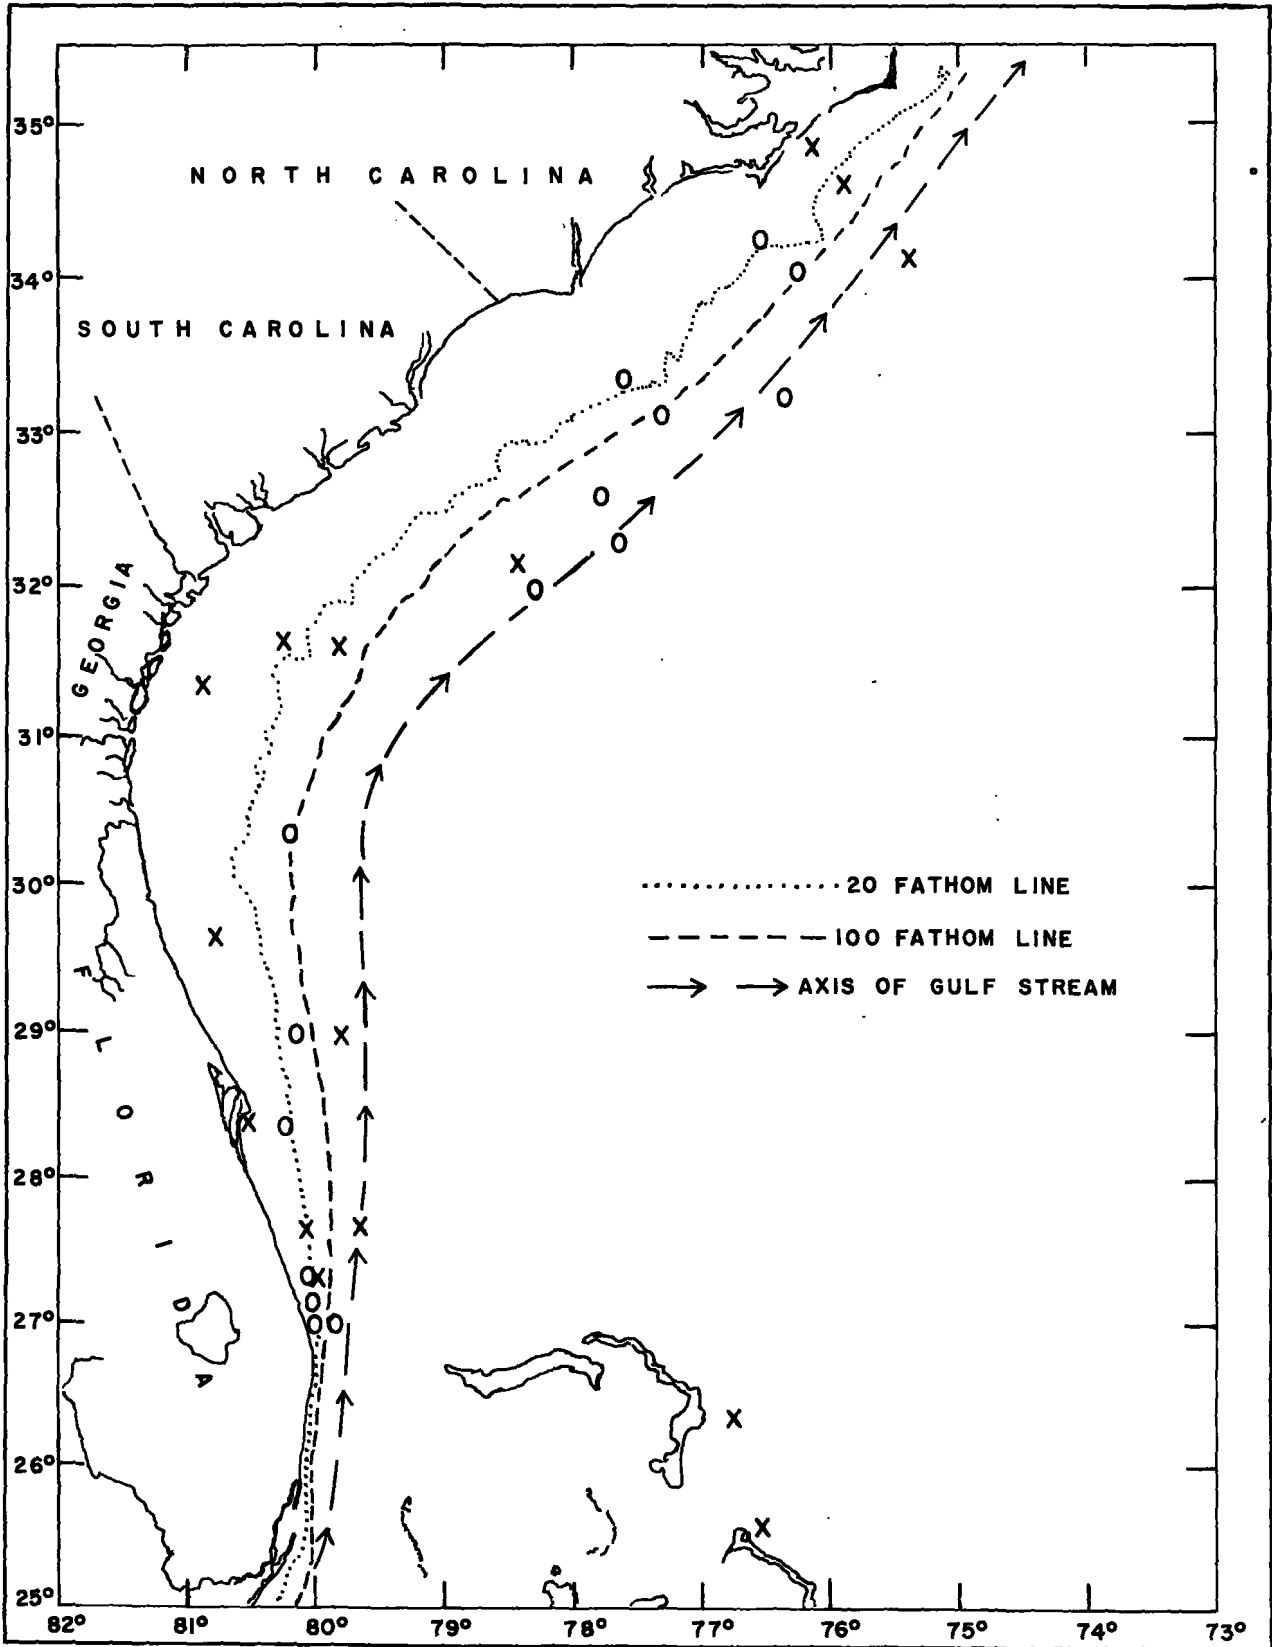 35°
NORTH CAROLINA
34°
SOUTH CAROLINA
33°
32°
GEORGIA
31°
30°
20 FATHOM LINE
100 FATHOM LINE
AXIS OF GULF STREAM
29°
FLORIDA
28°
27°
26°
25°
82° 81° 80° 79° 78° 77° 76° 75° 74° 73°
X
X
O
X
O
O
O
O
O
X
O
O
X
X
X
O
X
O
X
X
O
X
X
O
X
O
O
O
X
X